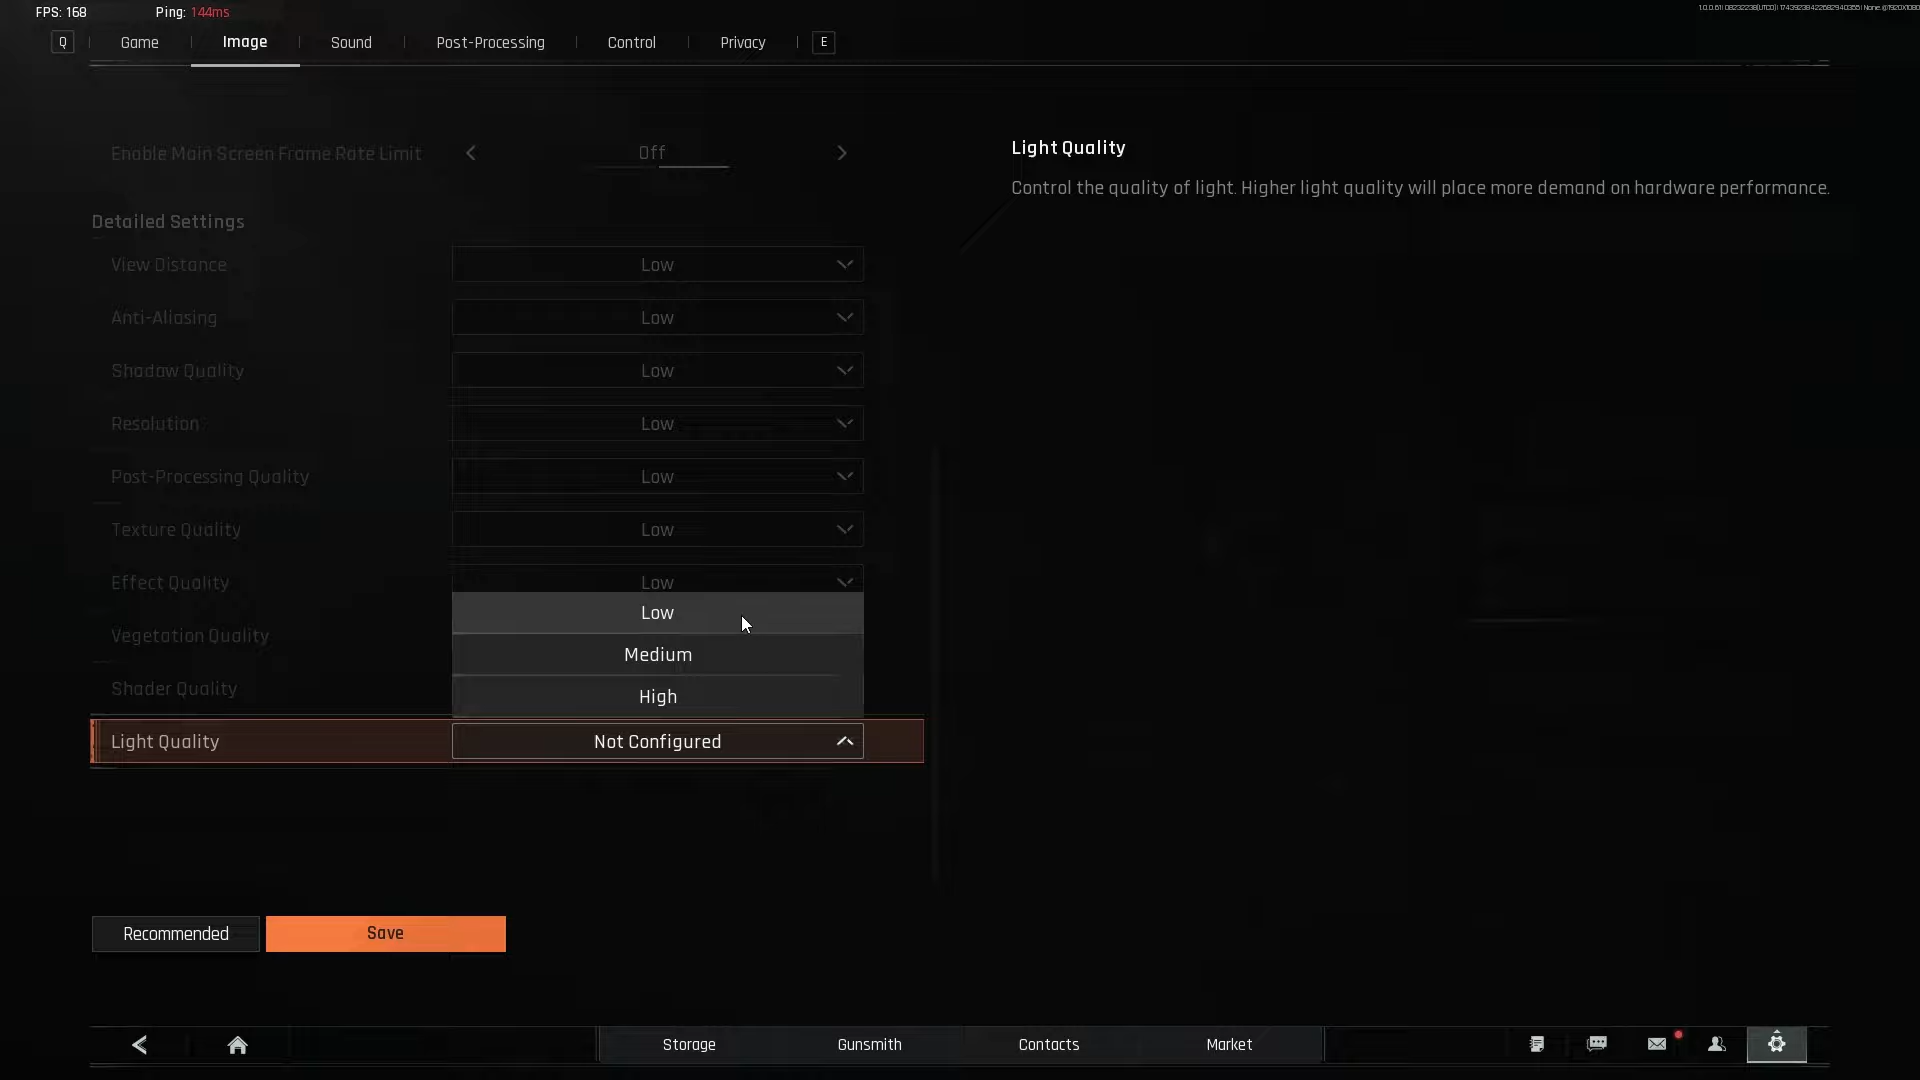 FPS: 168 Ping: 144ms
Q Game Image Sound Post-Processing Control Privacy E
Enable Main Screen Frame Rate Limit Off
Light Quality
Control the quality of light. Higher light quality will place more demand on hardware performance.
Detailed Settings
View Distance Low
Anti-Aliasing Low
Shadow Quality Low
Resolution Low
Post-Processing Quality Low
Texture Quality Low
Effect Quality Low
Low
Vegetation Quality
Medium
Shader Quality
High
Light Quality Not Configured
Recommended Save
Storage Gunsmith Contacts Market